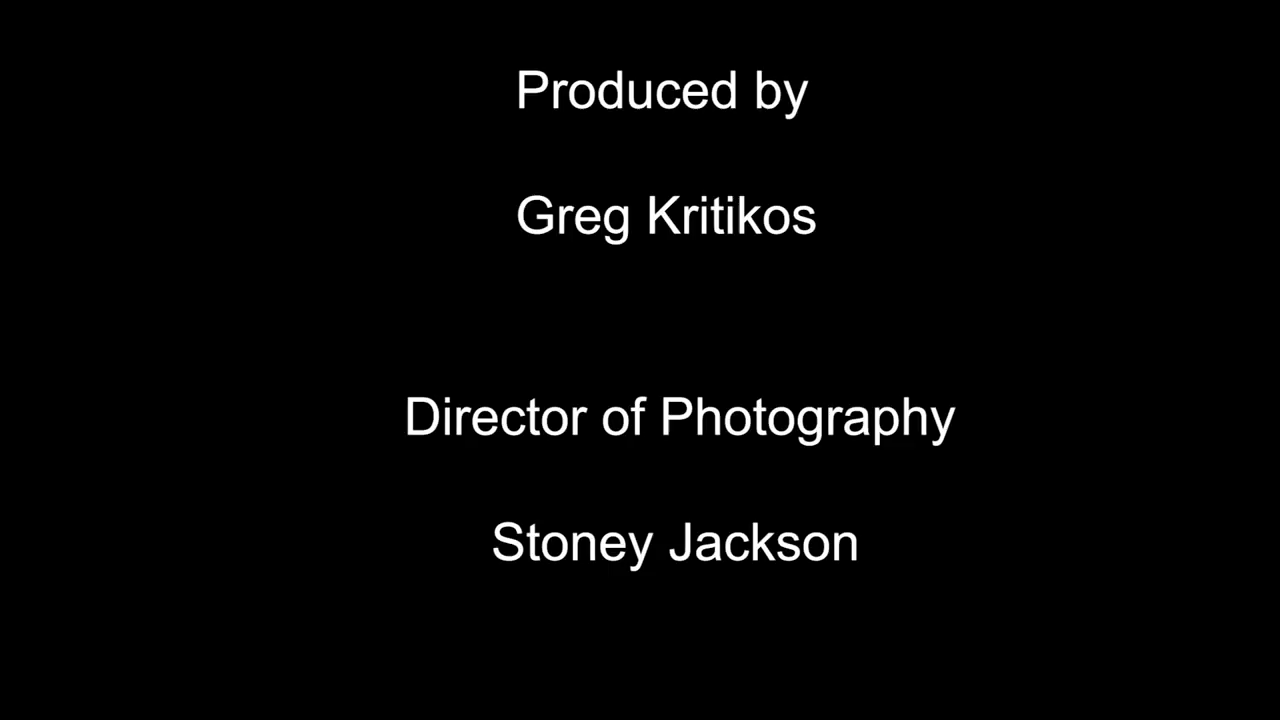 Produced by
Greg Kritikos
Director of Photography
Stoney Jackson